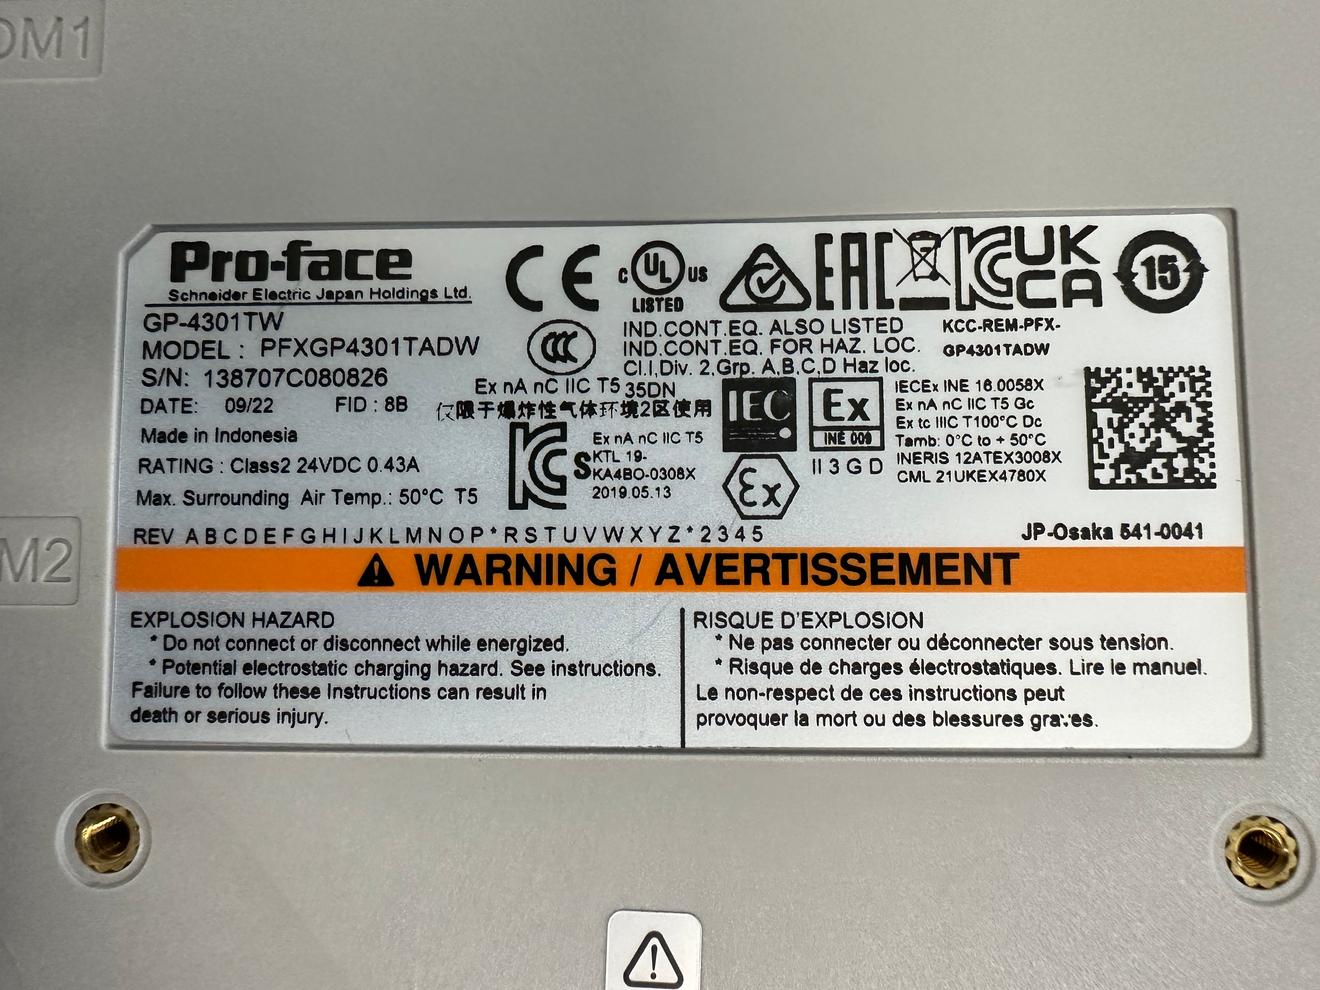 OM1
Pro-face
Schneider Electric Japan Holdings Ltd.
GP-4301TW
MODEL : PFXGP4301TADW
S/N: 138707C080826
DATE: 09/22 FID : 8B
Made in Indonesia
RATING : Class2 24VDC 0.43A
Max. Surrounding Air Temp.: 50°C T5
REV A B C D E F G H I J K L M N O P * R S T U V W X Y Z * 2 3 4 5
CE
C UL US
LISTED
EAC
KC
UK
CA
15
CCC
IND.CONT.EQ. ALSO LISTED
IND.CONT.EQ. FOR HAZ. LOC.
Cl.I,Div. 2,Grp. A,B,C,D Haz loc.
35DN
KCC-REM-PFX-
GP4301TADW
Ex nA nC IIC T5
仅限于爆炸性气体环境2区使用
KCs
Ex nA nC IIC T5
KTL 19-
KA4BO-0308X
2019.05.13
IEC
Ex
INE 009
Ex
II 3 G D
IECEx INE 16.0058X
Ex nA nC IIC T5 Gc
Ex tc IIIC T100°C Dc
Tamb: 0°C to + 50°C
INERIS 12ATEX3008X
CML 21UKEX4780X
JP-Osaka 541-0041
M2
WARNING / AVERTISSEMENT
EXPLOSION HAZARD
* Do not connect or disconnect while energized.
* Potential electrostatic charging hazard. See instructions.
Failure to follow these Instructions can result in
death or serious injury.
RISQUE D'EXPLOSION
* Ne pas connecter ou déconnecter sous tension.
* Risque de charges électrostatiques. Lire le manuel.
Le non-respect de ces instructions peut
provoquer la mort ou des blessures graves.